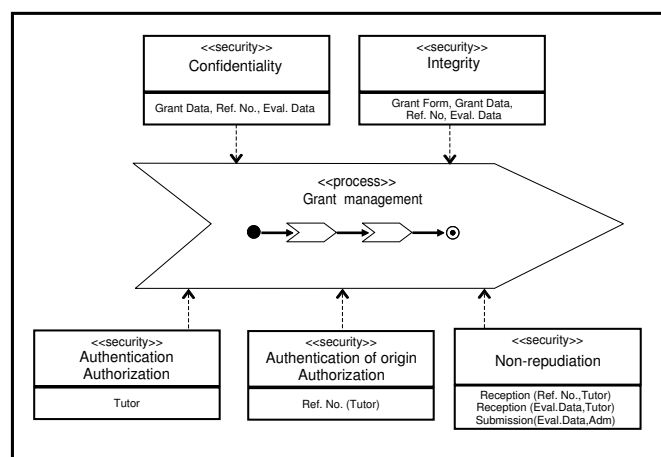 <<security>>
Confidentiality
Grant Data, Ref. No., Eval. Data
<<security>>
Integrity
Grant Form, Grant Data,
Ref. No, Eval. Data
<<process>>
Grant management
<<security>>
Authentication
Authorization
Tutor
<<security>>
Authentication of origin
Authorization
Ref. No. (Tutor)
<<security>>
Non-repudiation
Reception (Ref. No.,Tutor)
Reception (Eval.Data,Tutor)
Submission(Eval.Data,Adm)